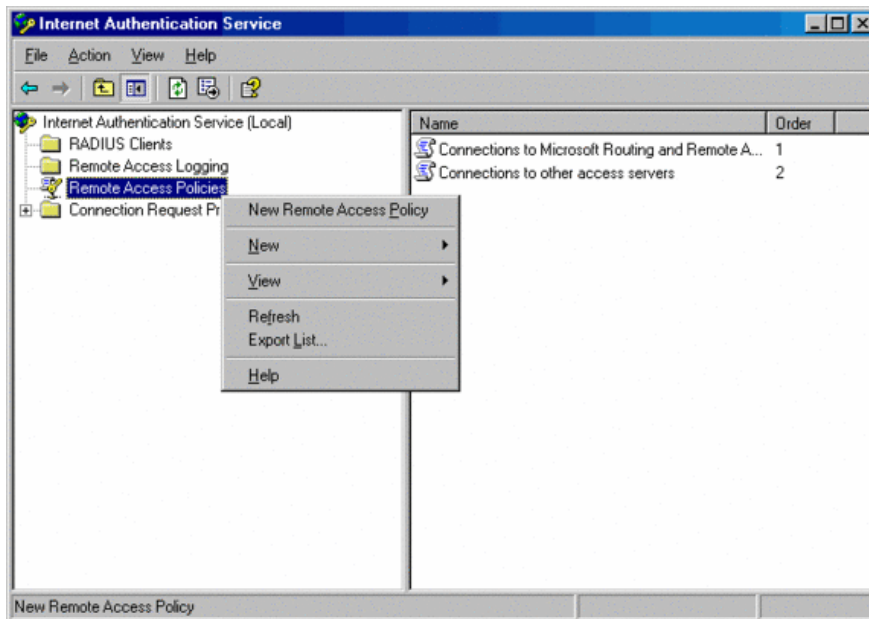 Internet Authentication Service
File Action View Help
Internet Authentication Service (Local)
RADIUS Clients
Remote Access Logging
Remote Access Policies
Connection Request Pr
Name Order
Connections to Microsoft Routing and Remote A... 1
Connections to other access servers 2
New Remote Access Policy
New
View
Refresh
Export List...
Help
New Remote Access Policy